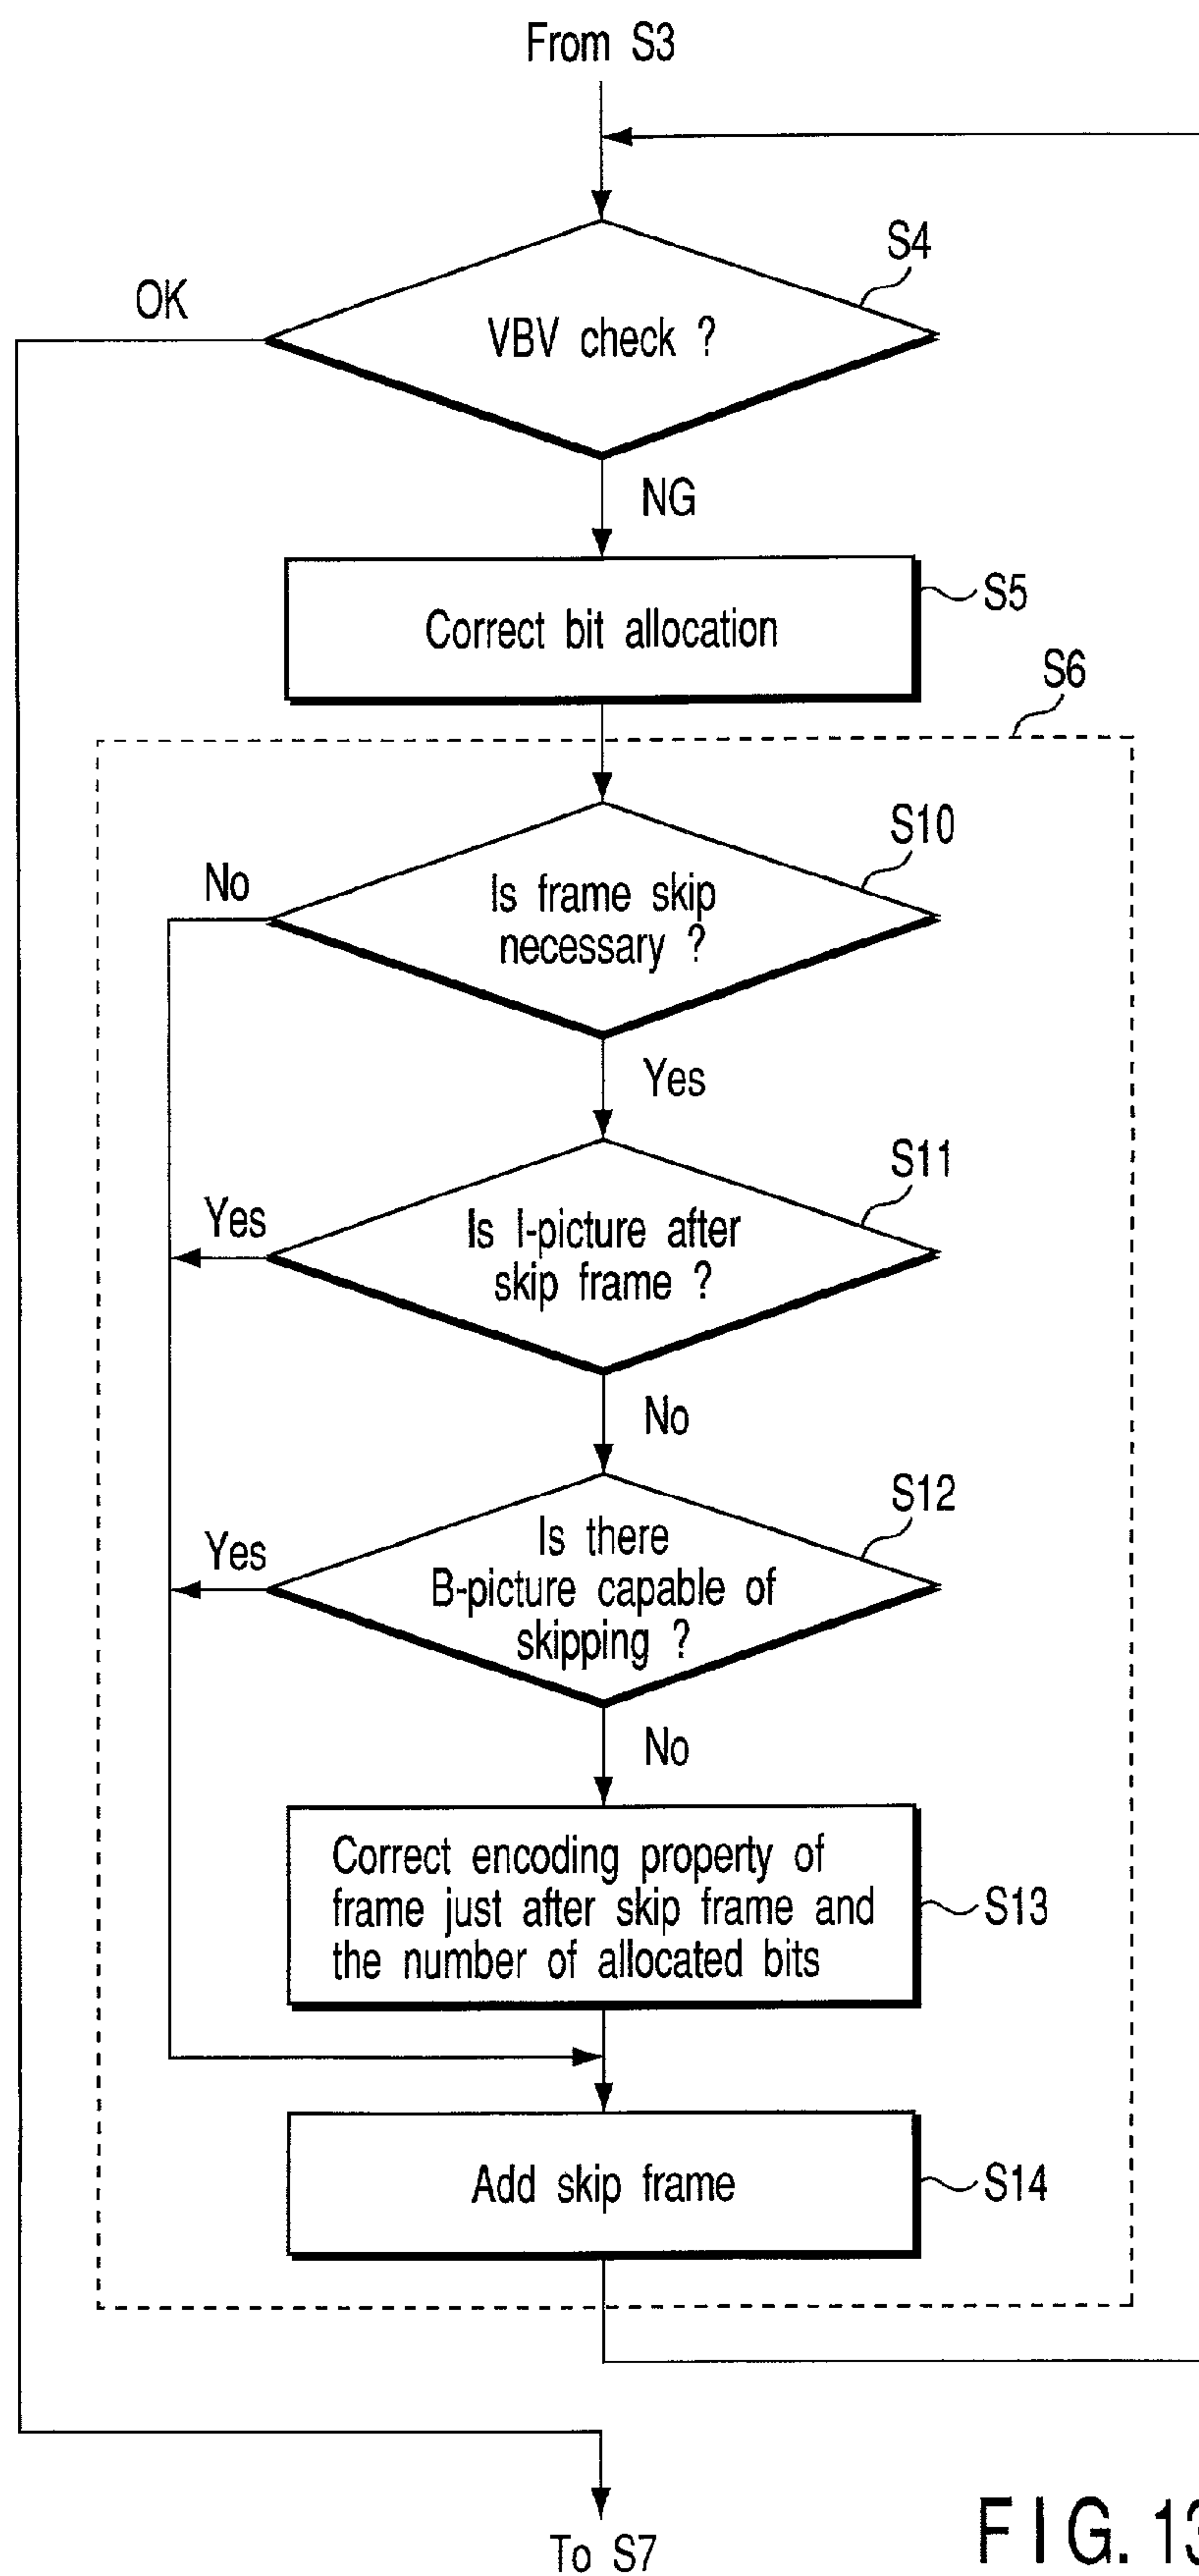 From S3
S4
OK
VBV check ?
NG
S5
Correct bit allocation
S6
S10
No
Is frame skip
necessary ?
Yes
S11
Yes
Is I-picture after
skip frame ?
No
S12
Yes
Is there
B-picture capable of
skipping ?
No
Correct encoding property of
frame just after skip frame and
the number of allocated bits
S13
Add skip frame
S14
To S7
FIG. 13